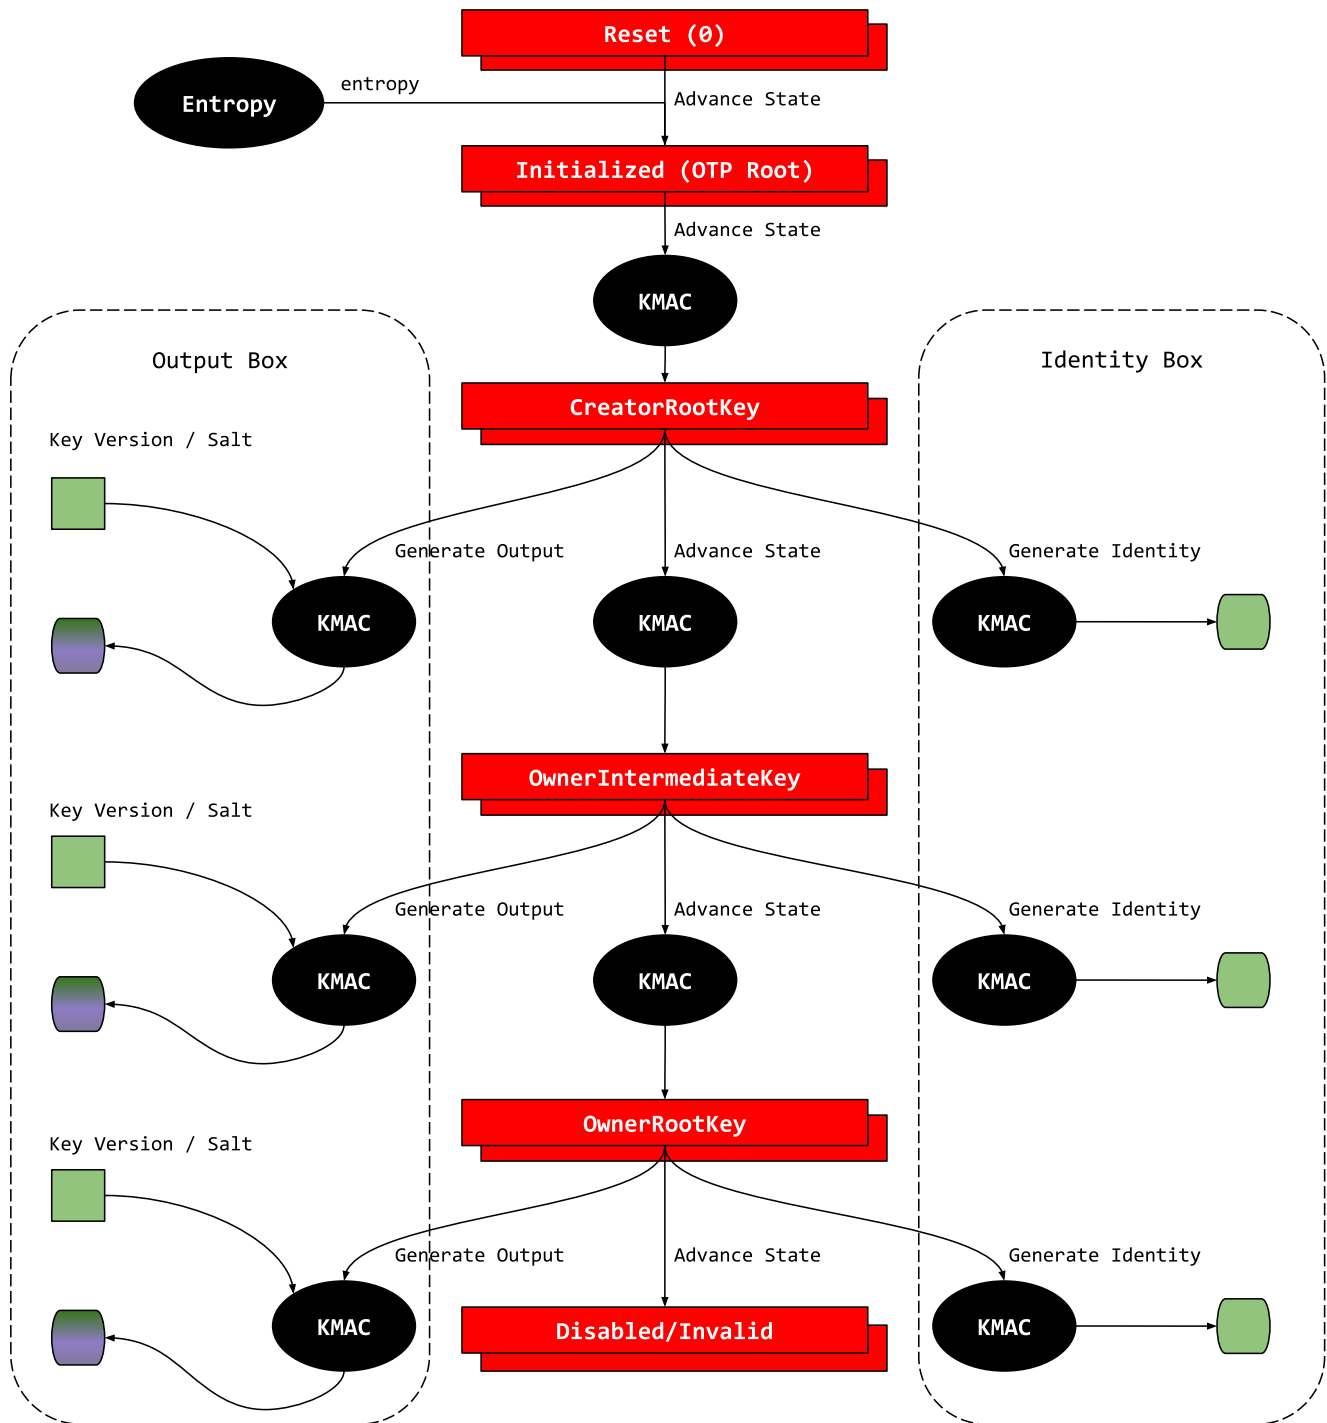 Reset (0)
entropy
Entropy
Advance State
Initialized (OTP Root)
Advance State
KMAC
Output Box
Identity Box
CreatorRootKey
Key Version / Salt
Generate Output
Advance State
Generate Identity
KMAC
KMAC
KMAC
OwnerIntermediateKey
Key Version / Salt
Generate Output
Advance State
Generate Identity
KMAC
KMAC
KMAC
OwnerRootKey
Key Version / Salt
Generate Output
Advance State
Generate Identity
KMAC
Disabled/Invalid
KMAC